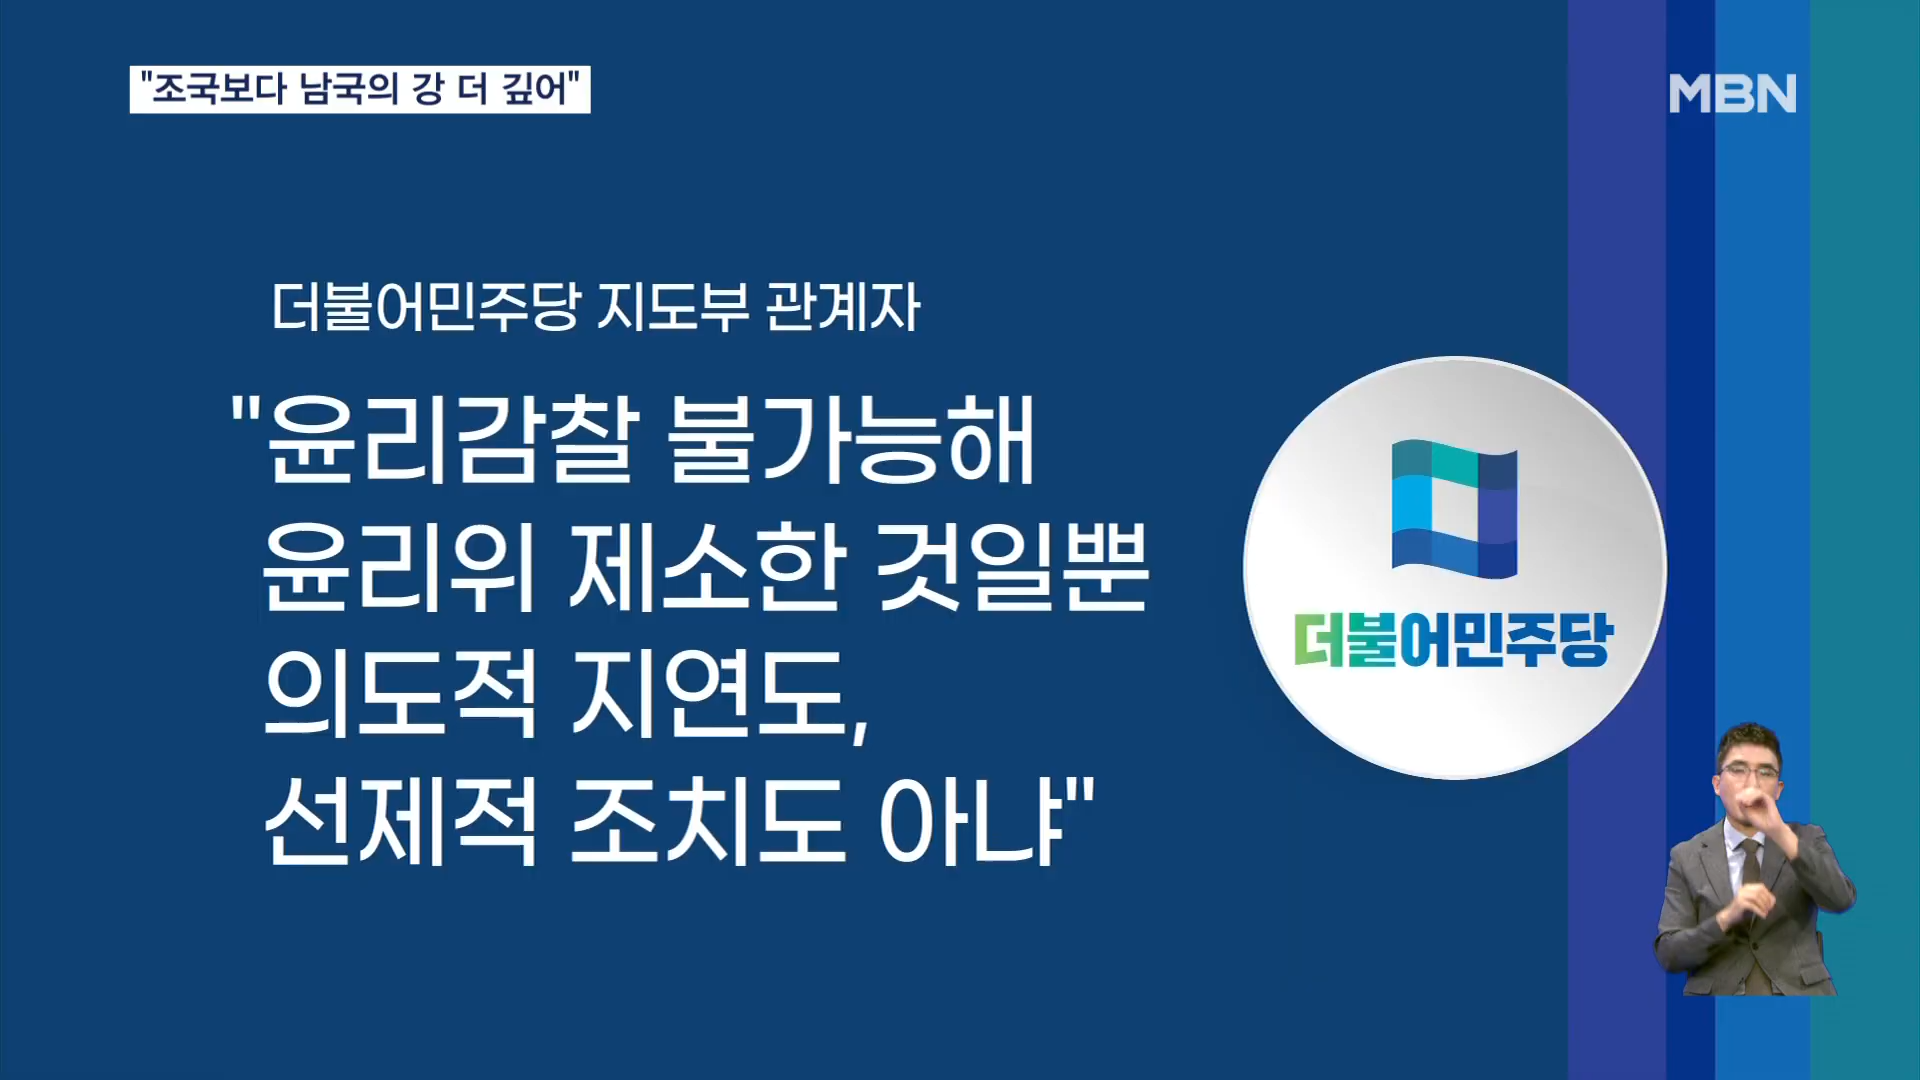 "조국보다 남국의 강 더 깊어"
MBN
더불어민주당 지도부 관계자
"윤리감찰 불가능해
윤리위 제소한 것일뿐
의도적 지연도,
선제적 조치도 아냐"
더불어민주당